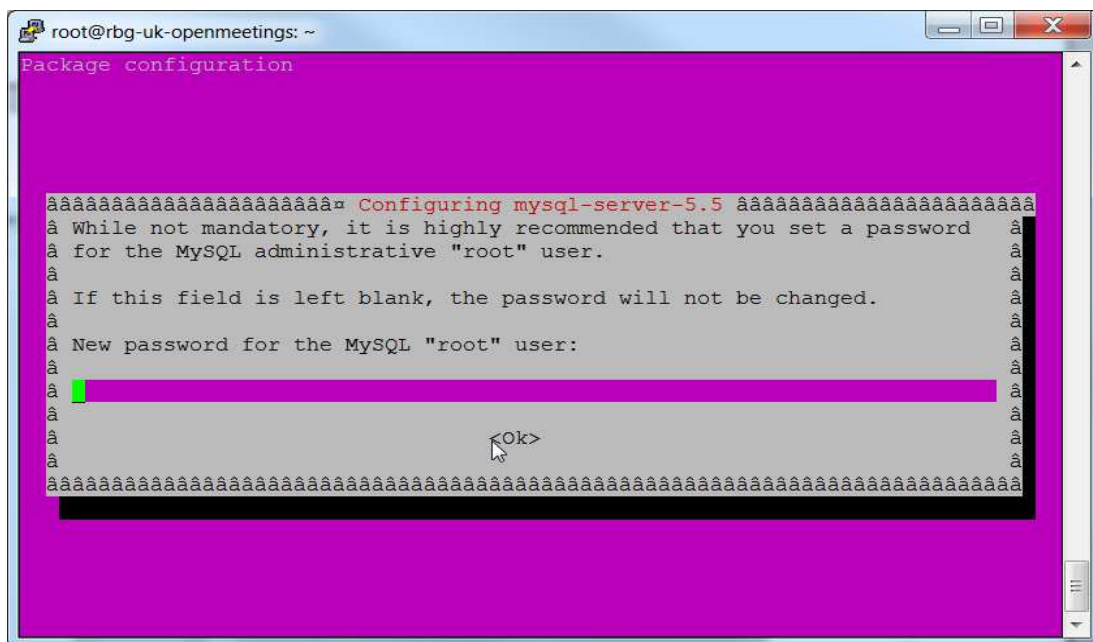 root@rbg-uk-openmeetings: ~
Package configuration
âââââââââââââââââââââ¤ Configuring mysql-server-5.5 âââââââââââââââââââââââ
â While not mandatory, it is highly recommended that you set a password â
â for the MySQL administrative "root" user. â
â â
â If this field is left blank, the password will not be changed. â
â â
â New password for the MySQL "root" user: â
â â
â â
â â
â <Ok> â
â â
âââââââââââââââââââââââââââââââââââââââââââââââââââââââââââââââââââââââââââ